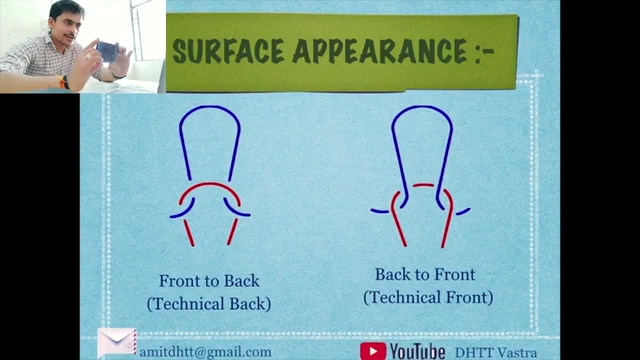 SURFACE APPEARANCE :-
Front to Back
(Technical Back)
Back to Front
(Technical Front)
amitdhtt@gmail.com
YouTube DHTT Vastra